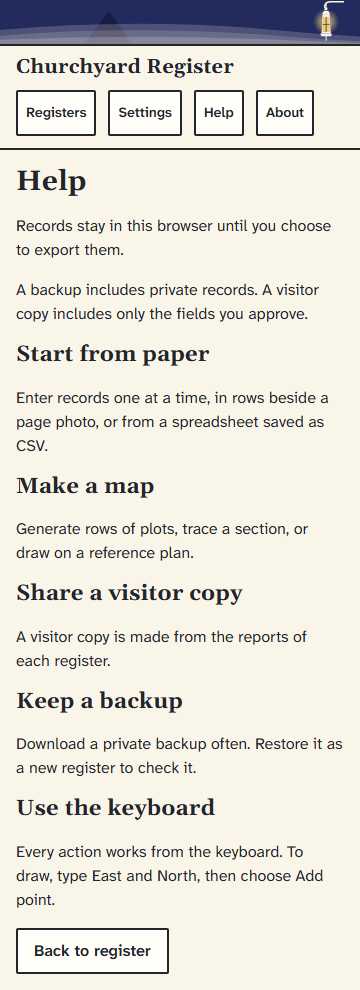 Churchyard Register
Registers
Settings
Help
About
Help
Records stay in this browser until you choose
to export them.
A backup includes private records. A visitor
copy includes only the fields you approve.
Start from paper
Enter records one at a time, in rows beside a
page photo, or from a spreadsheet saved as
CSV.
Make a map
Generate rows of plots, trace a section, or
draw on a reference plan.
Share a visitor copy
A visitor copy is made from the reports of
each register.
Keep a backup
Download a private backup often. Restore it as
a new register to check it.
Use the keyboard
Every action works from the keyboard. To
draw, type East and North, then choose Add
point.
Back to register